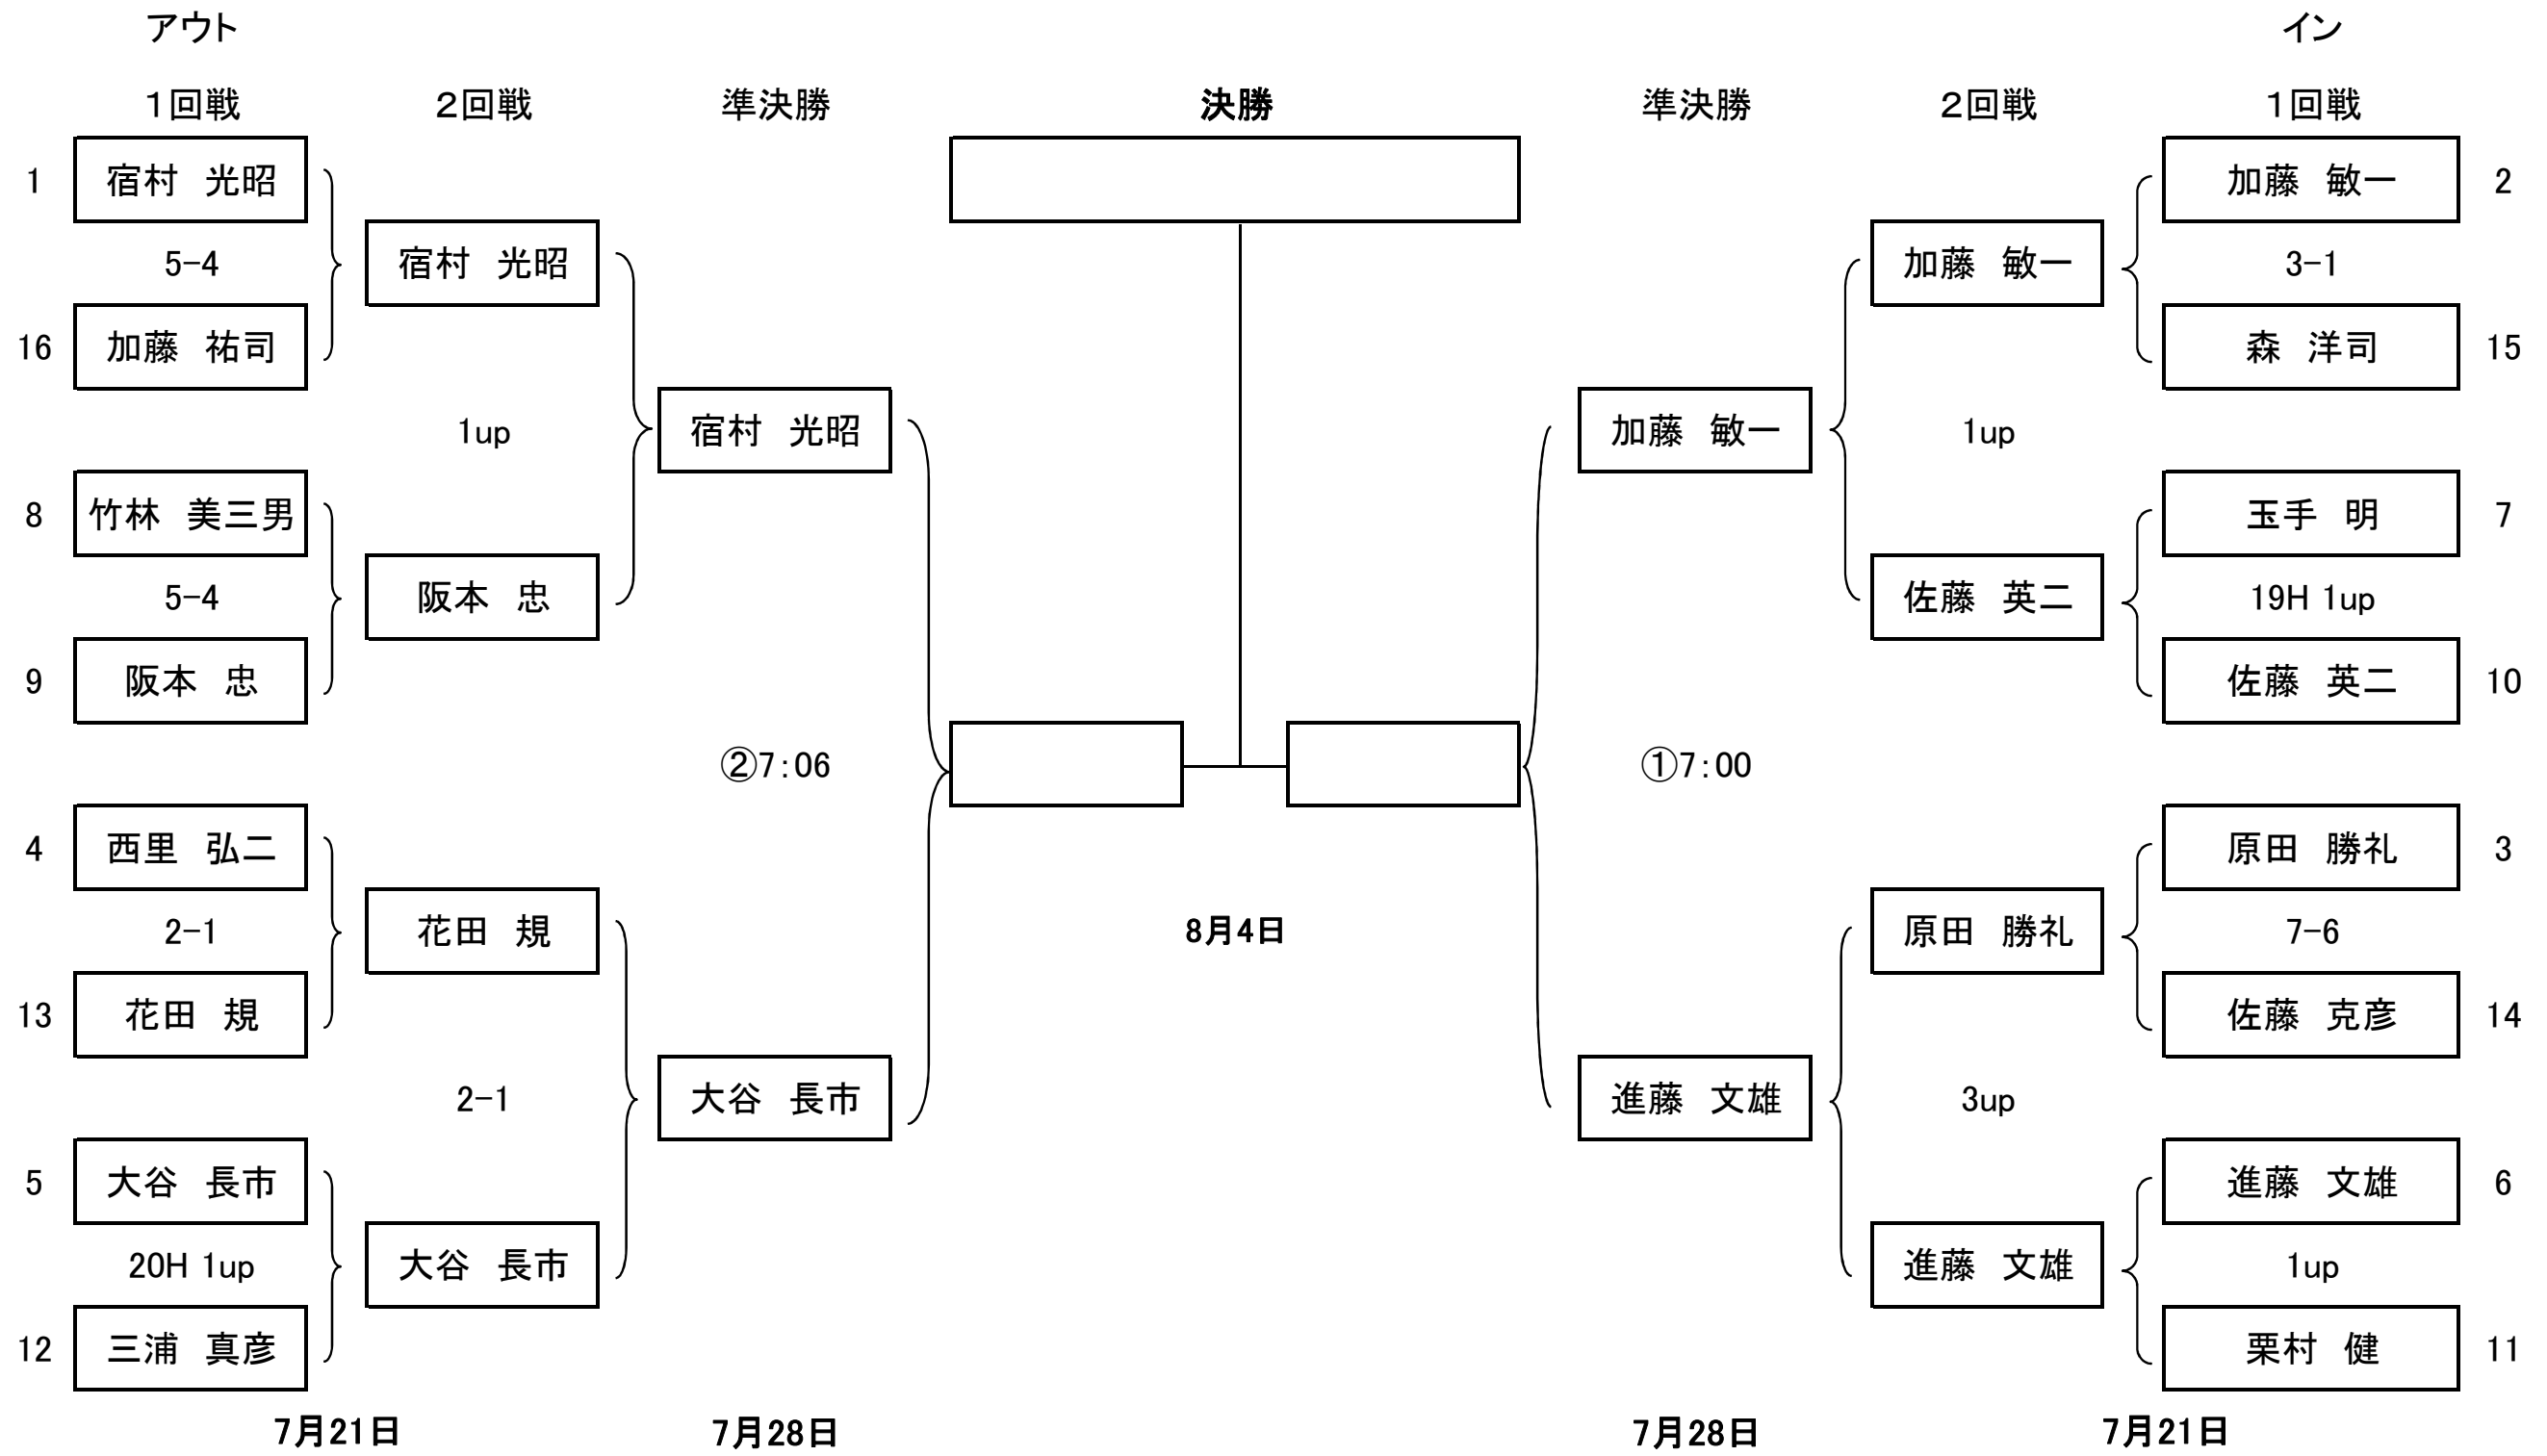 アウト イン
1回戦 2回戦 準決勝 決勝 準決勝 2回戦 1回戦
1 宿村 光昭 加藤 敏一 2
5-4 宿村 光昭 加藤 敏一 3-1
16 加藤 祐司 森 洋司 15
1up 宿村 光昭 加藤 敏一 1up
8 竹林 美三男 玉手 明 7
5-4 阪本 忠 佐藤 英二 19H 1up
9 阪本 忠 佐藤 英二 10
②7:06 ①7:00
4 西里 弘二 原田 勝礼 3
2-1 花田 規 8月4日 原田 勝礼 7-6
13 花田 規 佐藤 克彦 14
2-1 大谷 長市 進藤 文雄 3up
5 大谷 長市 進藤 文雄 6
20H 1up 大谷 長市 進藤 文雄 1up
12 三浦 真彦 栗村 健 11
7月21日 7月28日 7月28日 7月21日